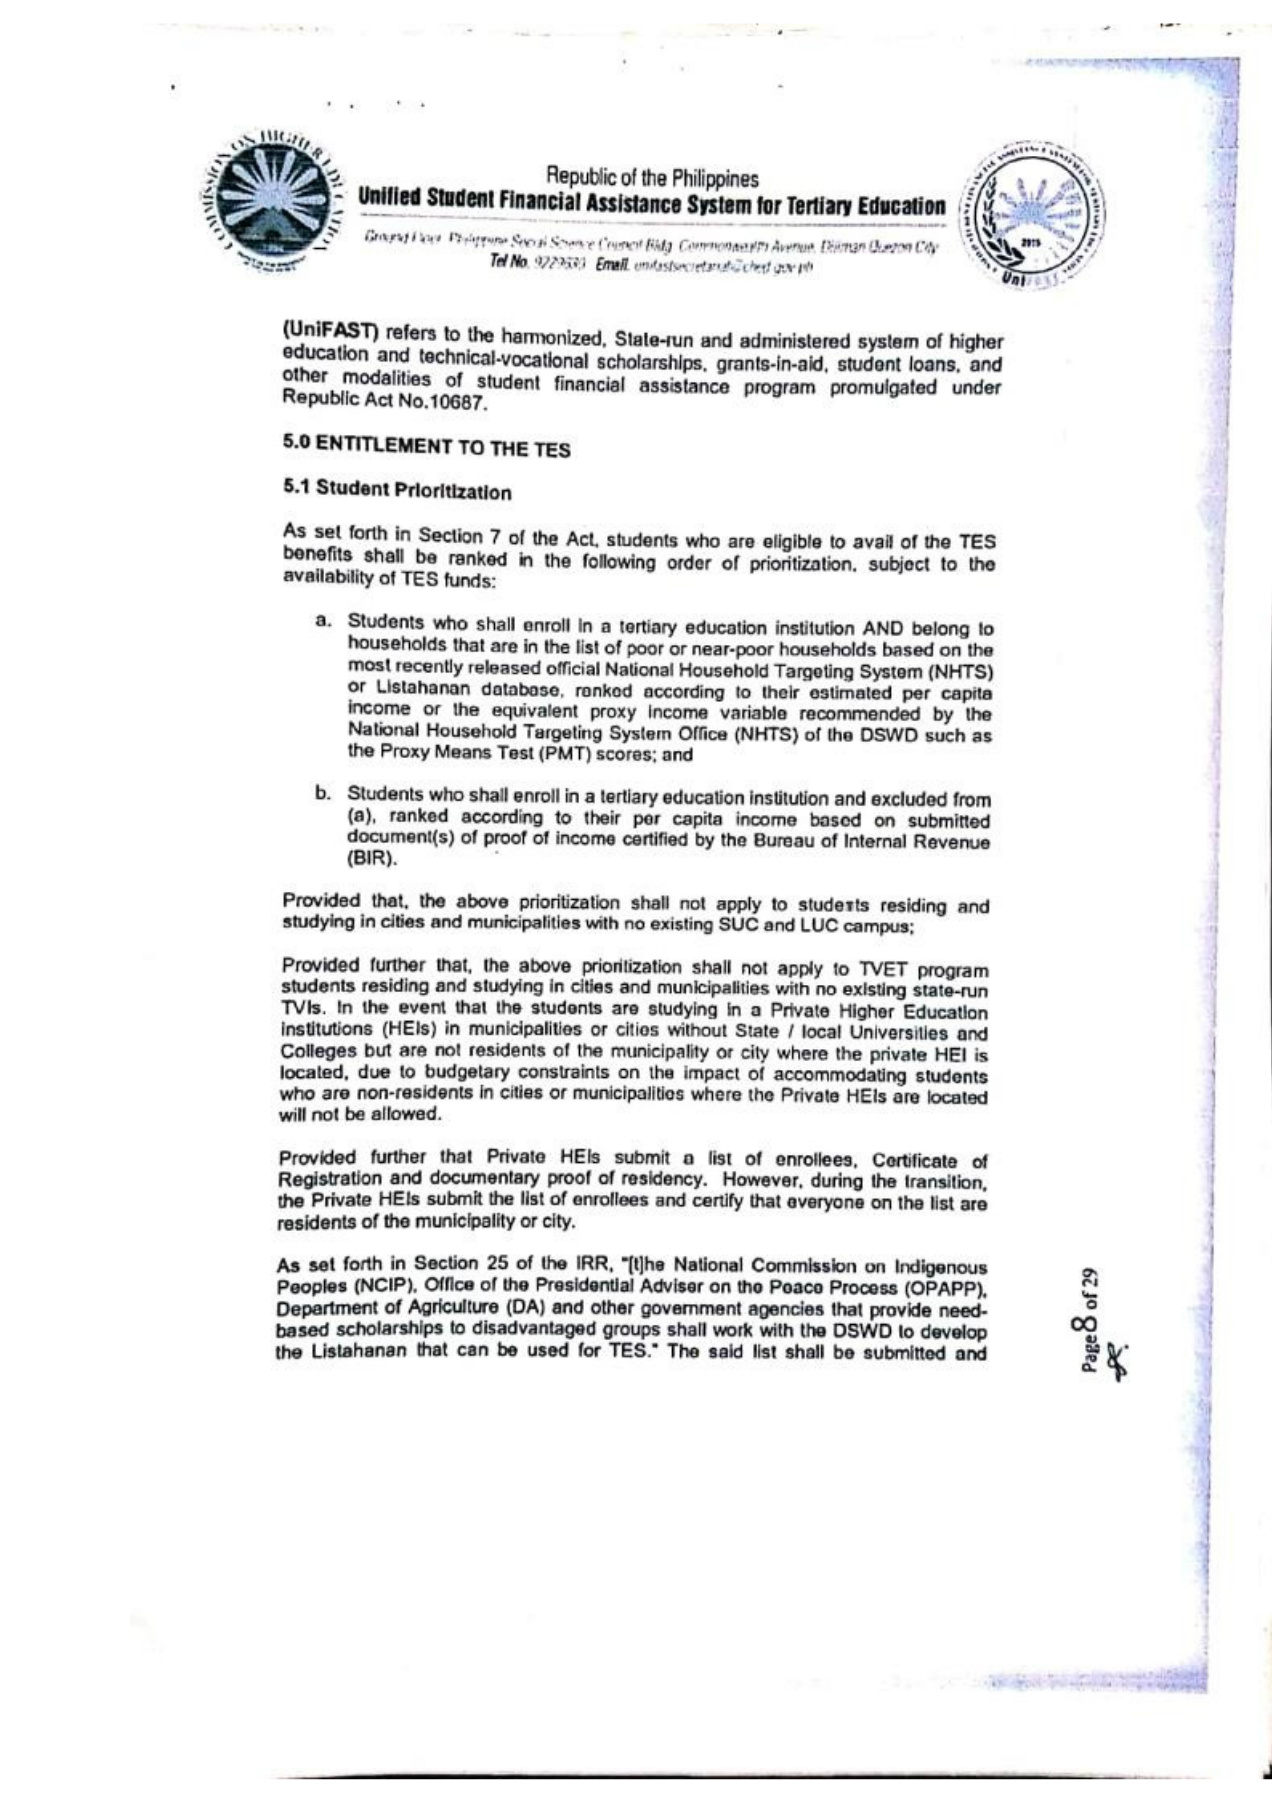 COMMISSION ON HIGHER EDUCATION
Republic of the Philippines
Unified Student Financial Assistance System for Tertiary Education
Ground Floor Philippine Social Science Council Bldg Commonwealth Avenue, Diliman Quezon City
Tel No. Email.
2015
Uni
(UniFAST) refers to the harmonized, State-run and administered system of higher
education and technical-vocational scholarships, grants-in-aid, student loans, and
other modalities of student financial assistance program promulgated under
Republic Act No.10687.
5.0 ENTITLEMENT TO THE TES
5.1 Student Prioritization
As set forth in Section 7 of the Act, students who are eligible to avail of the TES
benefits shall be ranked in the following order of prioritization, subject to the
availability of TES funds:
a. Students who shall enroll in a tertiary education institution AND belong to
households that are in the list of poor or near-poor households based on the
most recently released official National Household Targeting System (NHTS)
or Listahanan database, ranked according to their estimated per capita
income or the equivalent proxy income variable recommended by the
National Household Targeting System Office (NHTS) of the DSWD such as
the Proxy Means Test (PMT) scores; and
b. Students who shall enroll in a tertiary education institution and excluded from
(a), ranked according to their per capita income based on submitted
document(s) of proof of income certified by the Bureau of Internal Revenue
(BIR).
Provided that, the above prioritization shall not apply to students residing and
studying in cities and municipalities with no existing SUC and LUC campus;
Provided further that, the above prioritization shall not apply to TVET program
students residing and studying in cities and municipalities with no existing state-run
TVIs. In the event that the students are studying in a Private Higher Education
Institutions (HEIs) in municipalities or cities without State / local Universities and
Colleges but are not residents of the municipality or city where the private HEI is
located, due to budgetary constraints on the impact of accommodating students
who are non-residents in cities or municipalities where the Private HEIs are located
will not be allowed.
Provided further that Private HEIs submit a list of enrollees, Certificate of
Registration and documentary proof of residency. However, during the transition,
the Private HEIs submit the list of enrollees and certify that everyone on the list are
residents of the municipality or city.
As set forth in Section 25 of the IRR, "[t]he National Commission on Indigenous
Peoples (NCIP), Office of the Presidential Adviser on the Peace Process (OPAPP),
Department of Agriculture (DA) and other government agencies that provide need-
based scholarships to disadvantaged groups shall work with the DSWD to develop
the Listahanan that can be used for TES." The said list shall be submitted and
Page 8 of 29